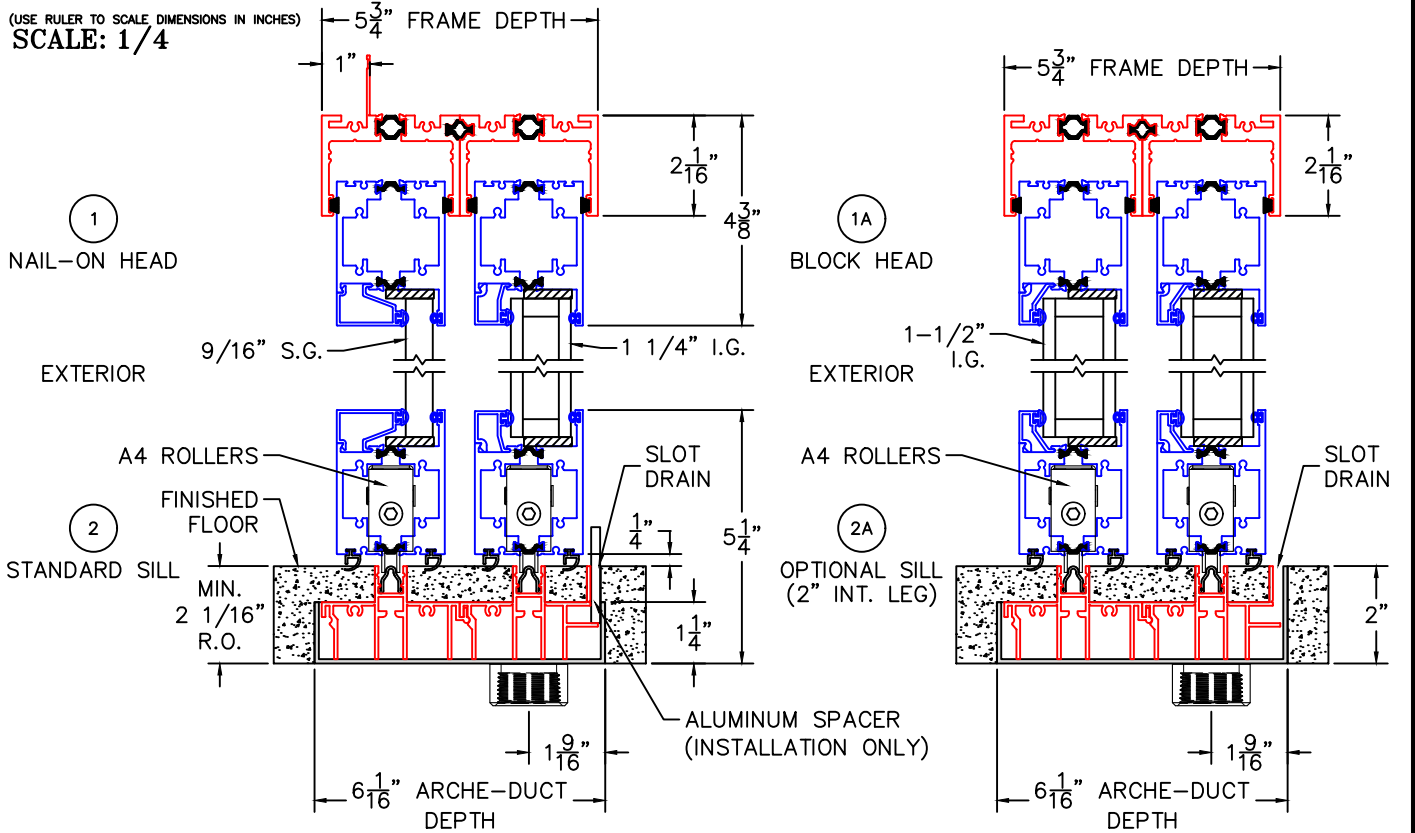 (USE RULER TO SCALE DIMENSIONS IN INCHES)
SCALE: 1/4
5 3/4" FRAME DEPTH
1"
2 1/16"
4 3/8"
1
NAIL-ON HEAD
9/16" S.G.
1 1/4" I.G.
EXTERIOR
A4 ROLLERS
SLOT
DRAIN
FINISHED
FLOOR
2
STANDARD SILL
1/4"
5 1/4"
MIN.
2 1/16"
R.O.
1 1/4"
ALUMINUM SPACER
(INSTALLATION ONLY)
1 9/16"
6 1/16" ARCHE-DUCT
DEPTH
5 3/4" FRAME DEPTH
2 1/16"
1A
BLOCK HEAD
1-1/2"
I.G.
EXTERIOR
A4 ROLLERS
SLOT
DRAIN
2A
OPTIONAL SILL
(2" INT. LEG)
2"
1 9/16"
6 1/16" ARCHE-DUCT
DEPTH